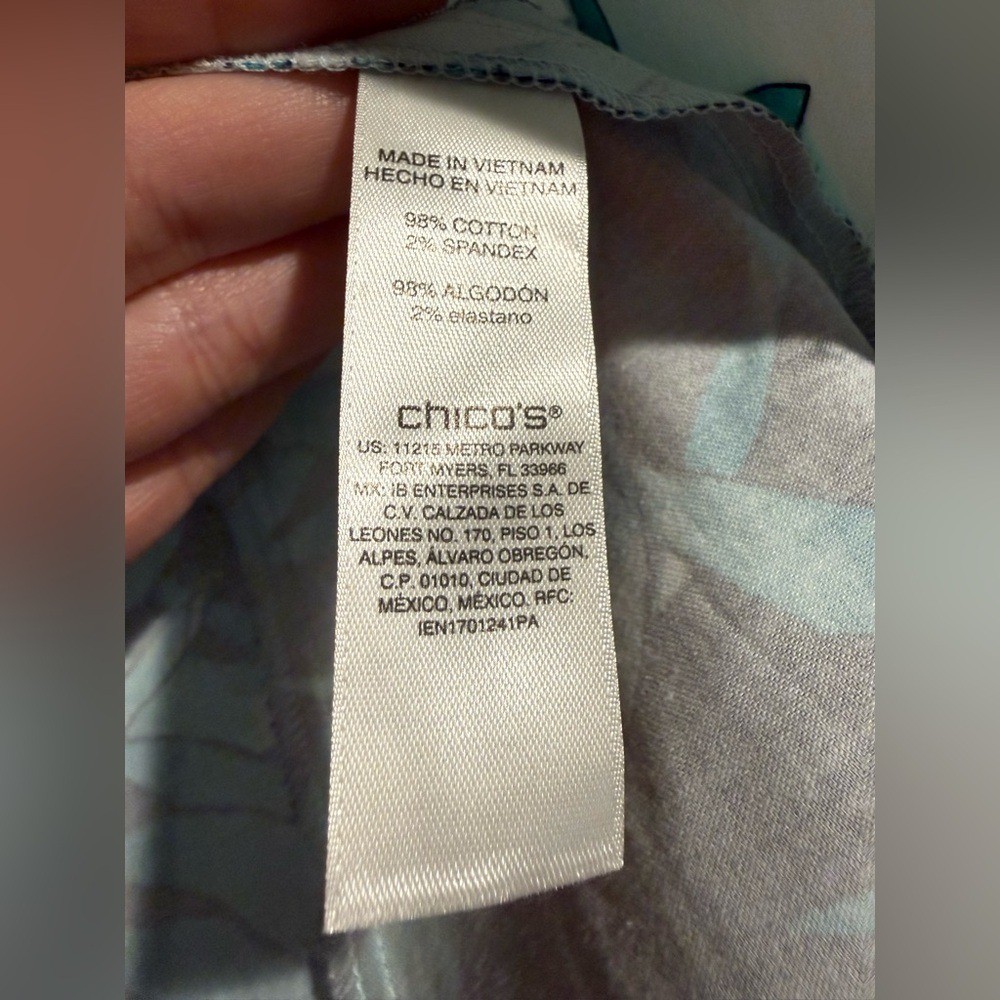 MADE IN VIETNAM
HECHO EN VIETNAM
98% COTTON
2% SPANDEX
98% ALGODÓN
2% elastano
chico's®
US: 11215 METRO PARKWAY
FORT MYERS, FL 33966
MX: IB ENTERPRISES S.A. DE
C.V. CALZADA DE LOS
LEONES NO. 170, PISO 1, LOS
ALPES, ÁLVARO OBREGÓN,
C.P. 01010, CIUDAD DE
MÉXICO, MÉXICO. RFC:
IEN1701241PA